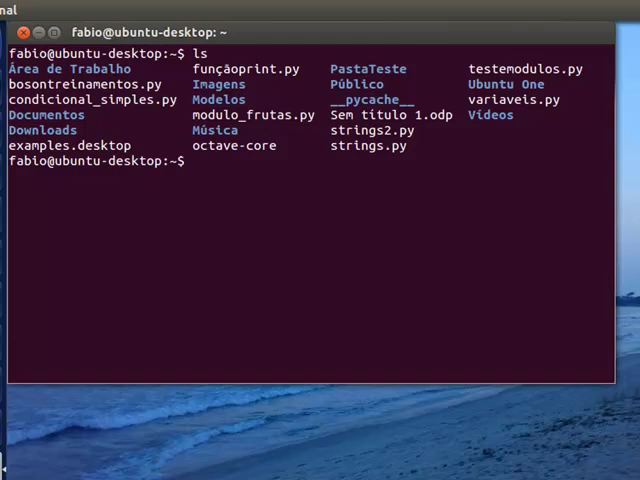 nal
fabio@ubuntu-desktop: ~
fabio@ubuntu-desktop:~$ ls
Área de Trabalho funçãoprint.py PastaTeste testemodulos.py
bosontreinamentos.py Imagens Público Ubuntu One
condicional_simples.py Modelos __pycache__ variaveis.py
Documentos modulo_frutas.py Sem título 1.odp Vídeos
Downloads Música strings2.py
examples.desktop octave-core strings.py
fabio@ubuntu-desktop:~$